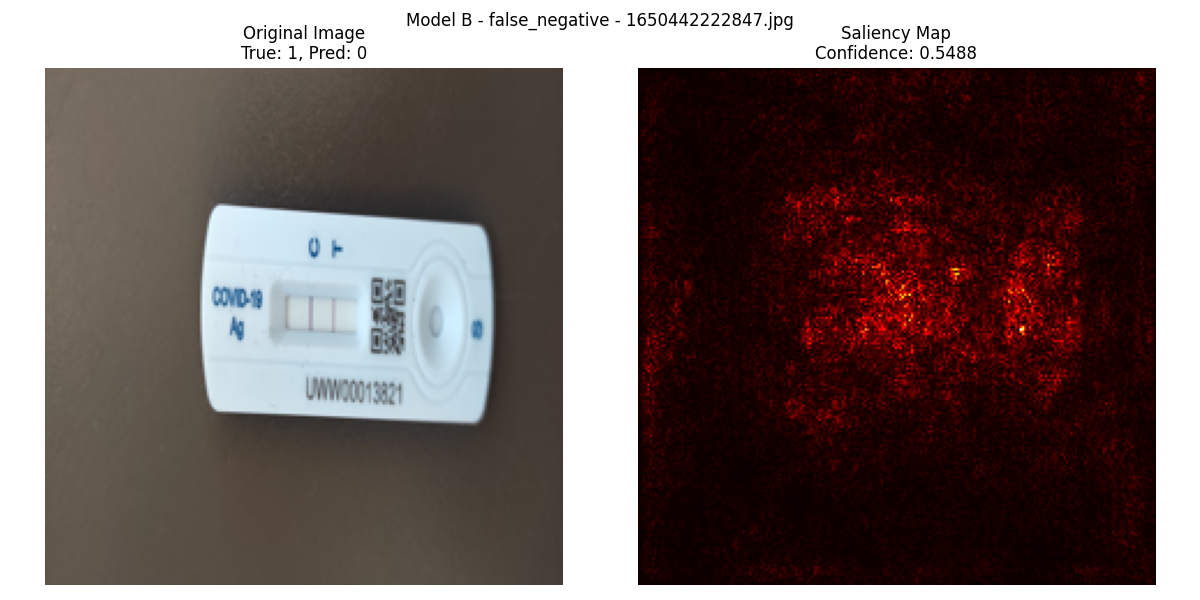 Model B - false_negative - 1650442222847.jpg
Original Image
True: 1, Pred: 0
Saliency Map
Confidence: 0.5488
C
T
COVID-19
Ag
S
UWW00013821